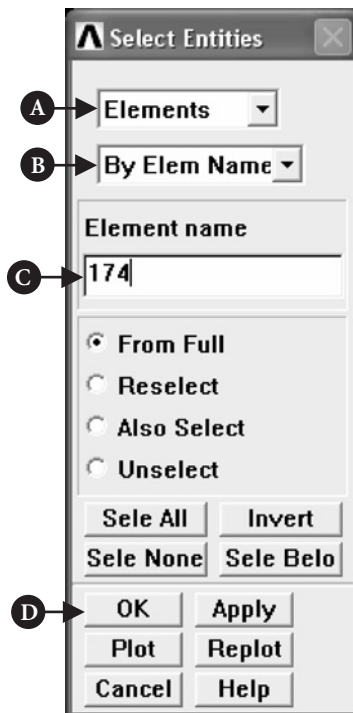 Select Entities
A Elements
B By Elem Name
Element name
C 174
From Full
Reselect
Also Select
Unselect
Sele All Invert
Sele None Sele Belo
D OK Apply
Plot Replot
Cancel Help